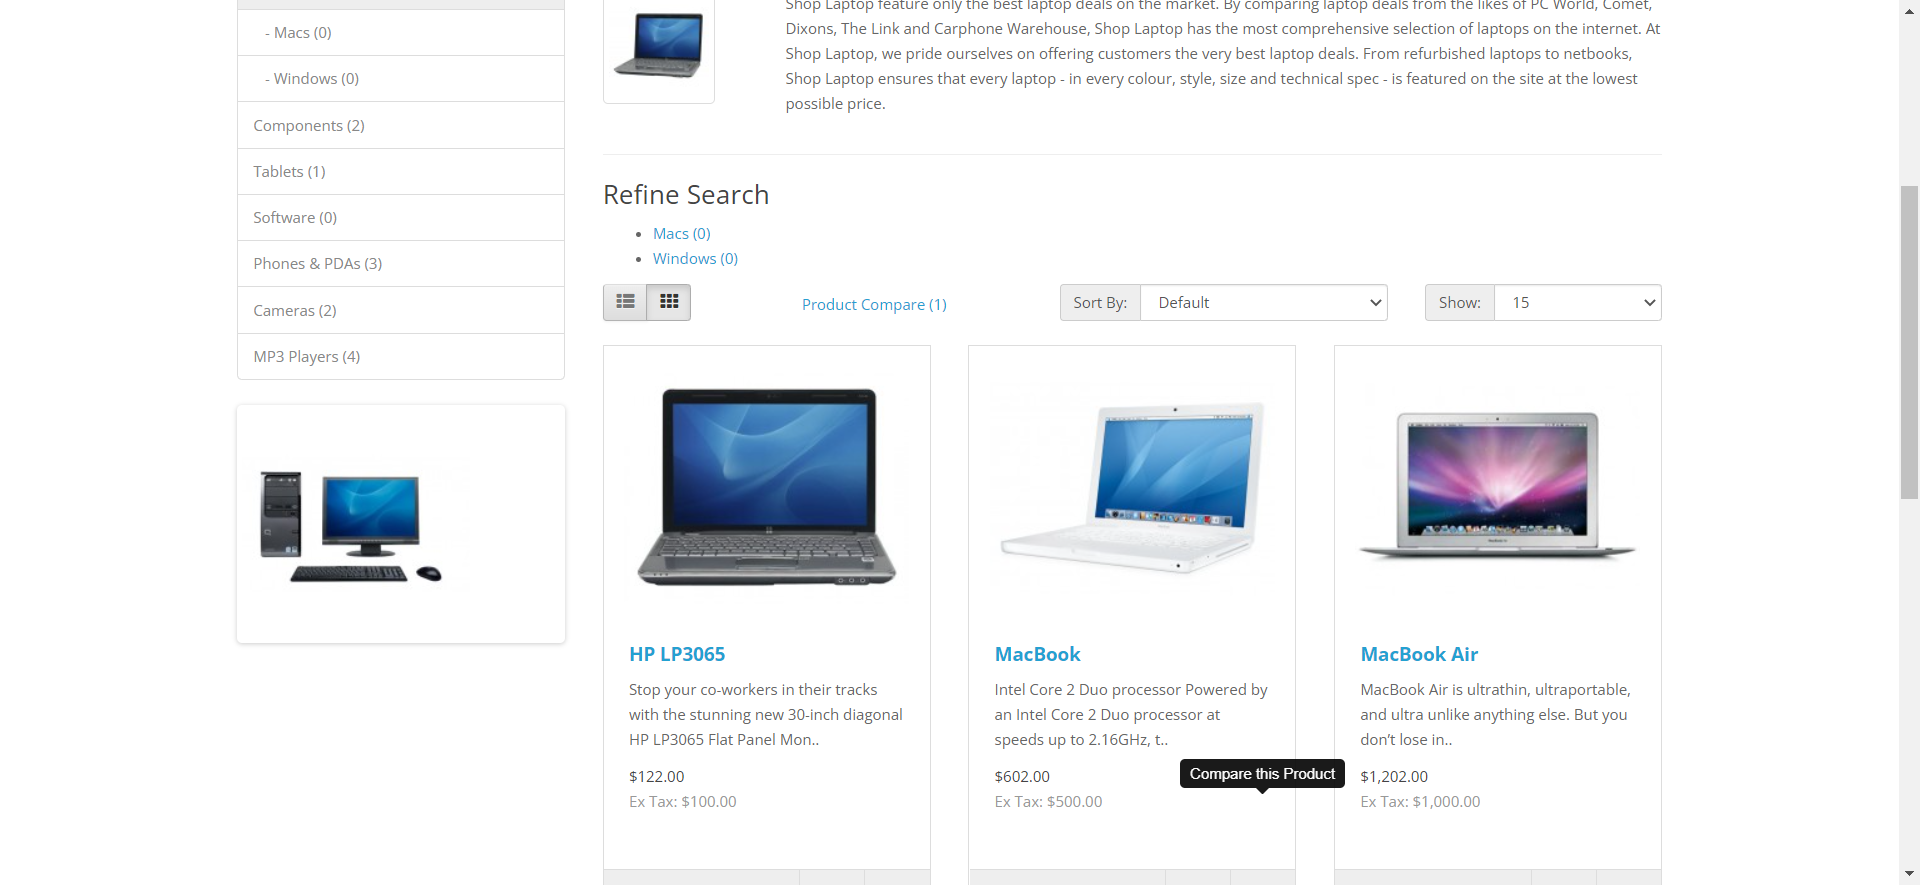 Shop Laptop feature only the best laptop deals on the market. By comparing laptop deals from the likes of PC World, Comet,
Dixons, The Link and Carphone Warehouse, Shop Laptop has the most comprehensive selection of laptops on the internet. At
Shop Laptop, we pride ourselves on offering customers the very best laptop deals. From refurbished laptops to netbooks,
Shop Laptop ensures that every laptop - in every colour, style, size and technical spec - is featured on the site at the lowest
possible price.
- Macs (0)
- Windows (0)
Components (2)
Tablets (1)
Software (0)
Phones & PDAs (3)
Cameras (2)
MP3 Players (4)
Refine Search
Macs (0)
Windows (0)
Product Compare (1)
Sort By:
Default
Show:
15
HP LP3065
Stop your co-workers in their tracks
with the stunning new 30-inch diagonal
HP LP3065 Flat Panel Mon..
$122.00
Ex Tax: $100.00
MacBook
Intel Core 2 Duo processor Powered by
an Intel Core 2 Duo processor at
speeds up to 2.16GHz, t..
$602.00
Ex Tax: $500.00
Compare this Product
MacBook Air
MacBook Air is ultrathin, ultraportable,
and ultra unlike anything else. But you
don’t lose in..
$1,202.00
Ex Tax: $1,000.00